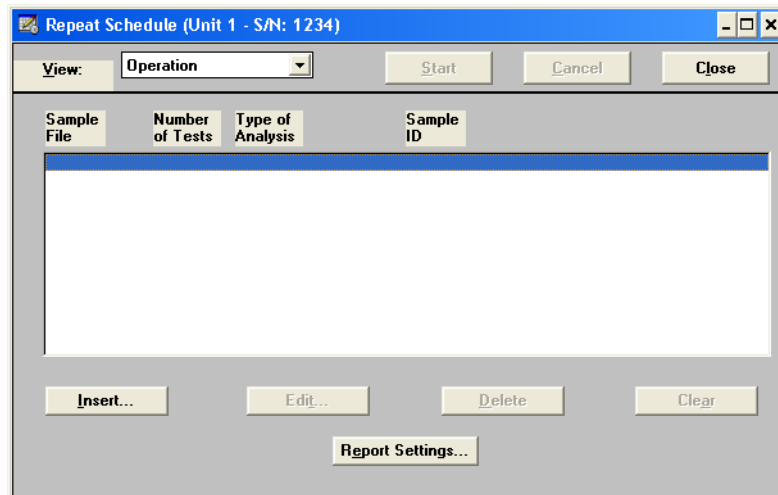 Repeat Schedule (Unit 1 - S/N: 1234)
View: Operation Start Cancel Close
Sample File Number of Tests Type of Analysis Sample ID
Insert... Edit... Delete Clear
Report Settings...